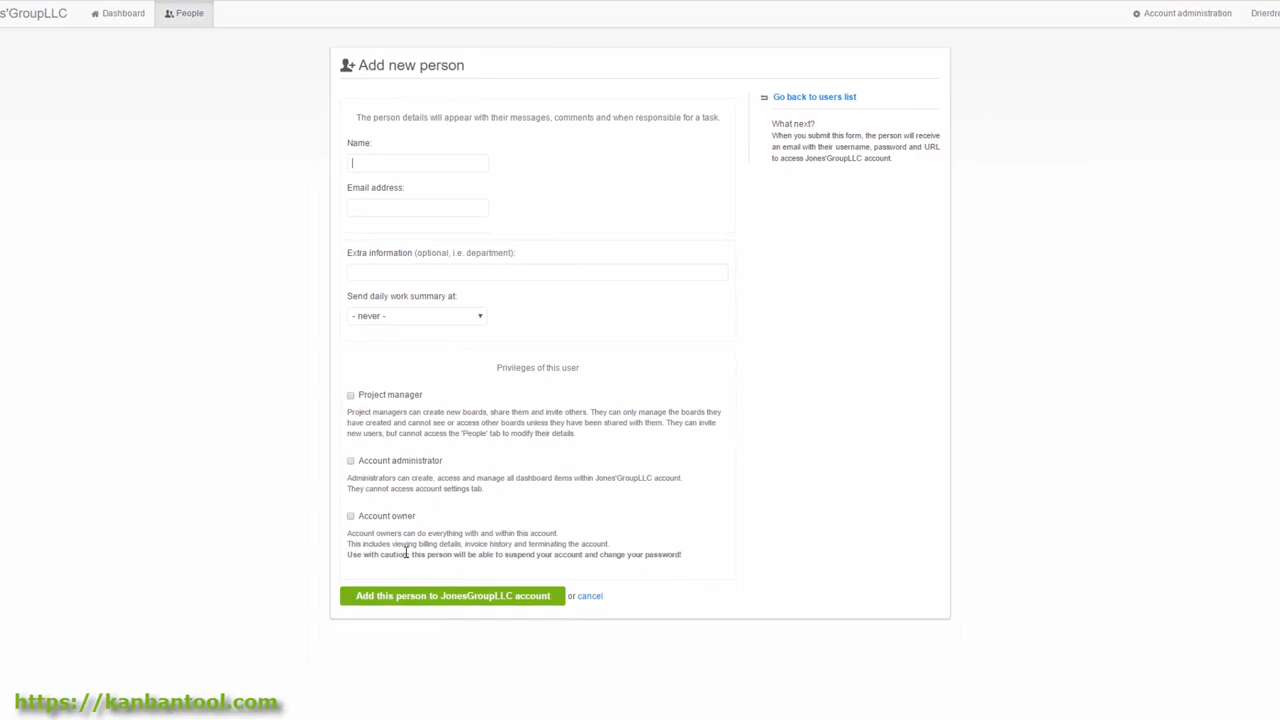 s'GroupLLC
Dashboard
People
Account administration
Drierdre
Add new person
The person details will appear with their messages, comments and when responsible for a task.
Name:
Email address:
Extra information (optional, i.e. department):
Send daily work summary at:
- never -
Privileges of this user
Project manager
Project managers can create new boards, share them and invite others. They can only manage the boards they
have created and cannot see or access other boards unless they have been shared with them. They can invite
new users, but cannot access the 'People' tab to modify their details.
Account administrator
Administrators can create, access and manage all dashboard items within Jones'GroupLLC account.
They cannot access account settings tab.
Account owner
Account owners can do everything with and within this account.
This includes viewing billing details, invoice history and terminating the account.
Use with caution, this person will be able to suspend your account and change your password!
Add this person to JonesGroupLLC account or cancel
Go back to users list
What next?
When you submit this form, the person will receive
an email with their username, password and URL
to access Jones'GroupLLC account.
https://kanbantool.com